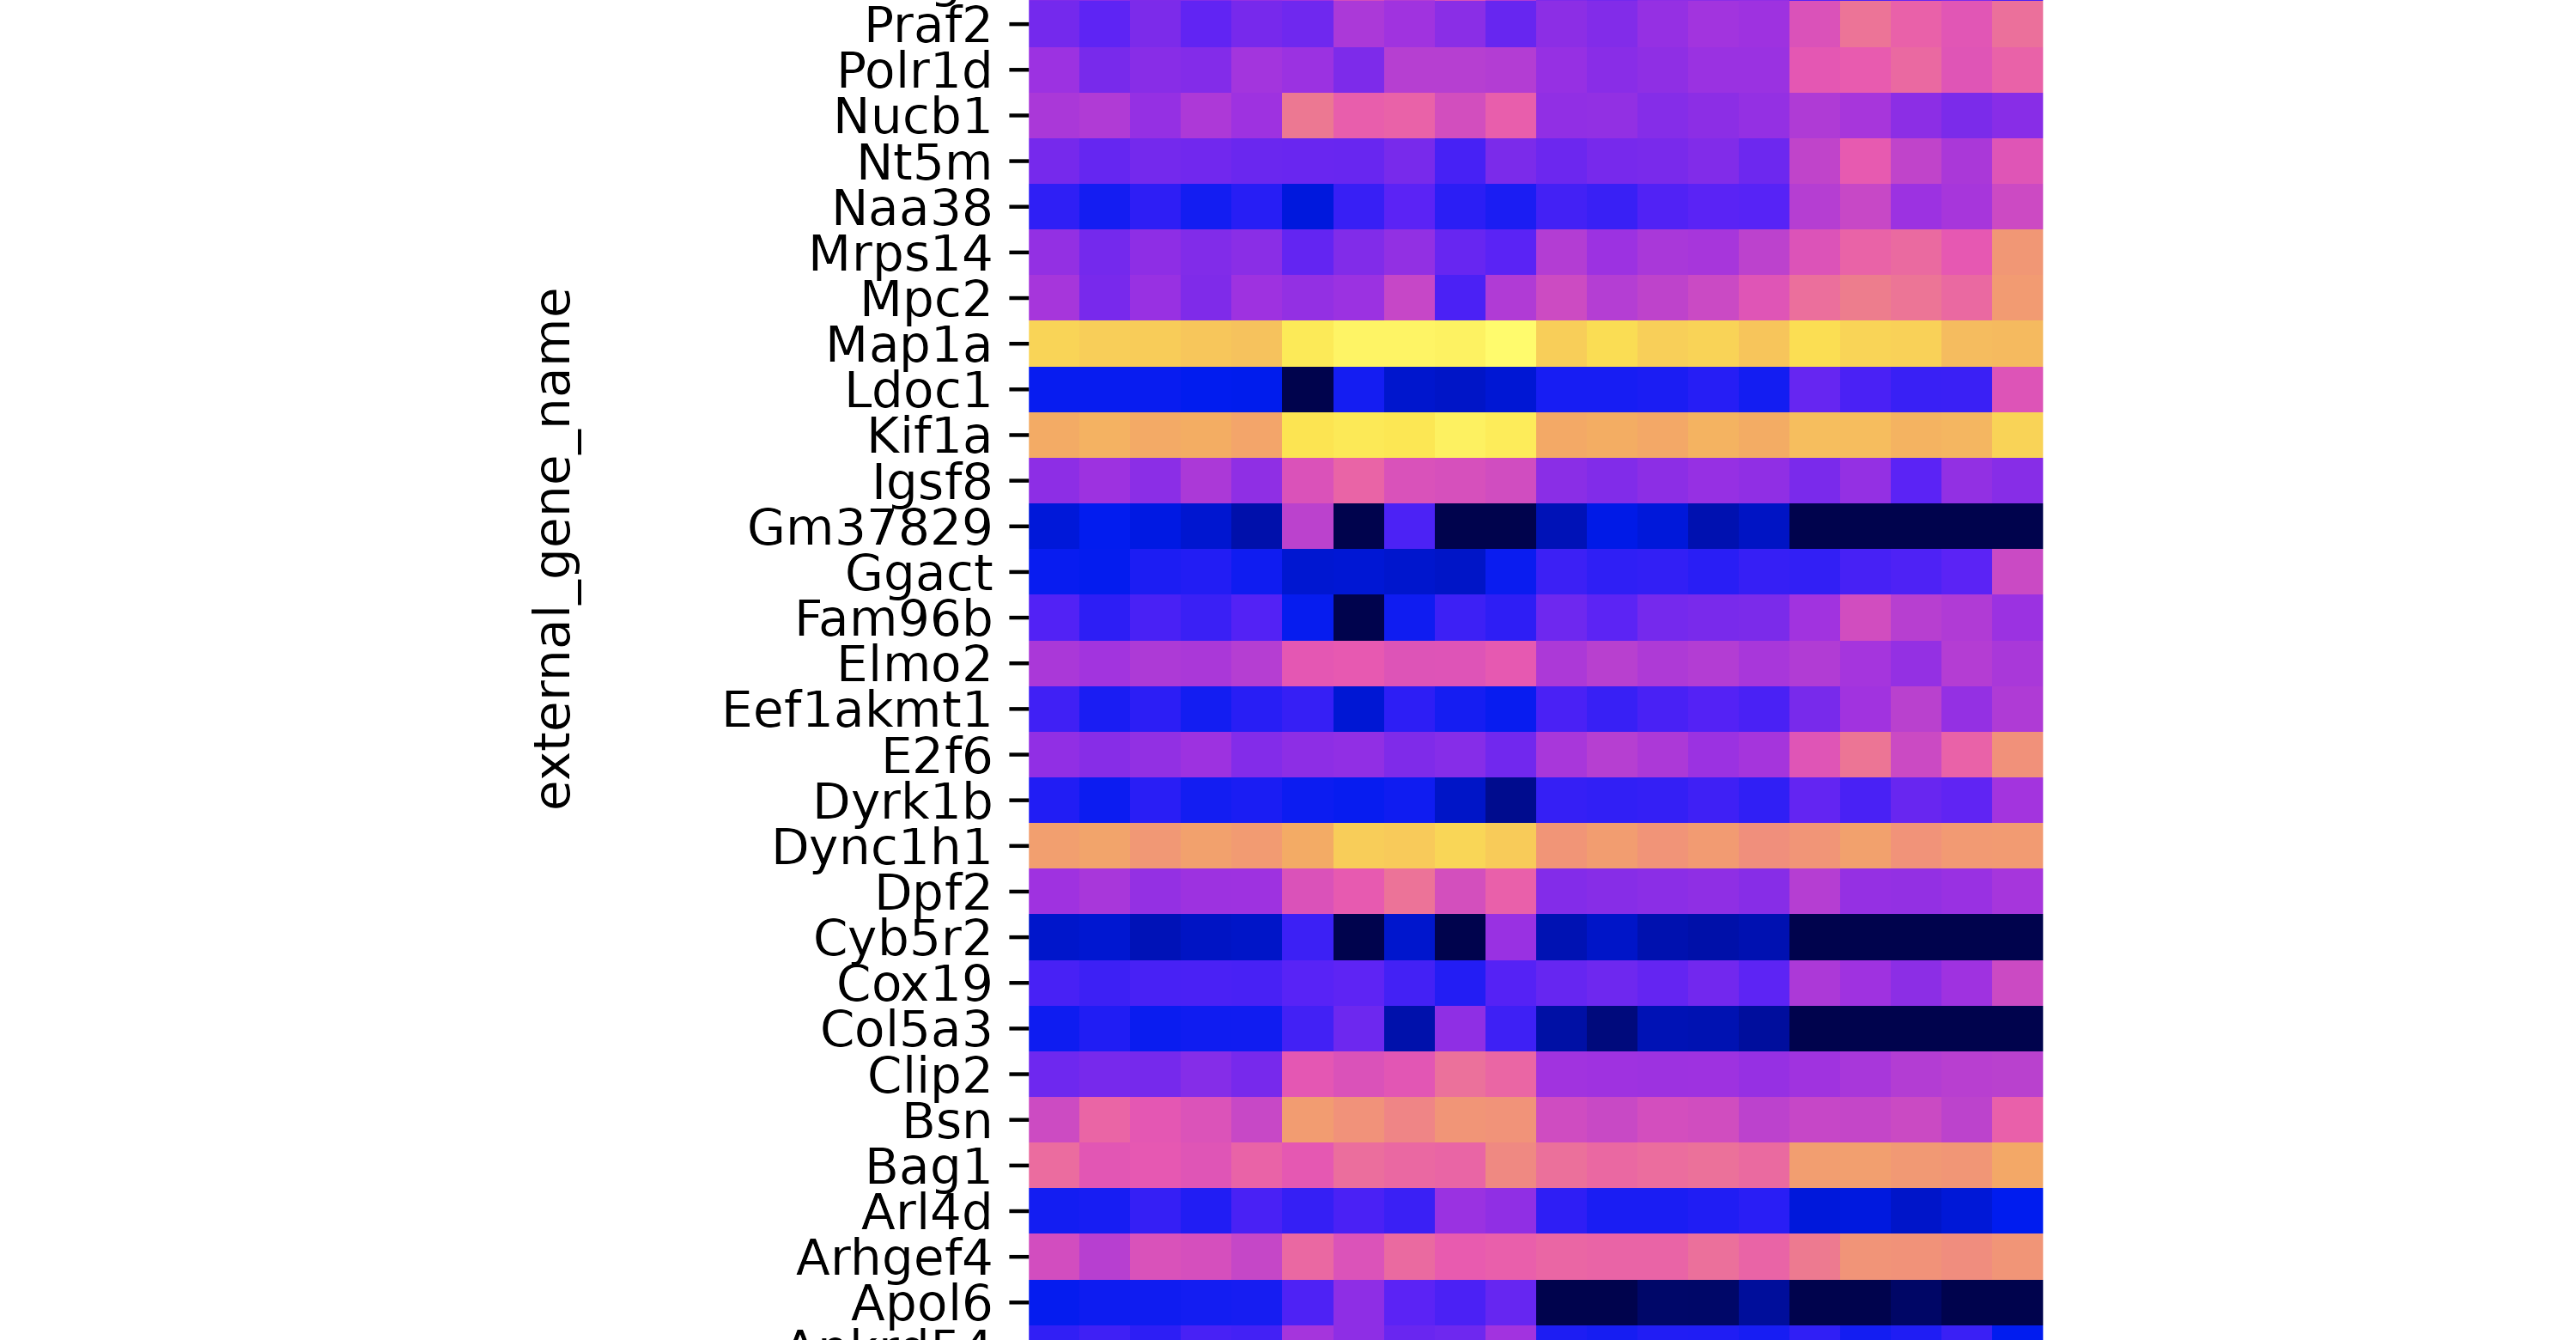 Praf2
Polr1d
Nucb1
Nt5m
Naa38
Mrps14
Mpc2
Map1a
Ldoc1
Kif1a
Igsf8
Gm37829
Ggact
Fam96b
Elmo2
Eef1akmt1
E2f6
Dyrk1b
Dync1h1
Dpf2
Cyb5r2
Cox19
Col5a3
Clip2
Bsn
Bag1
Arl4d
Arhgef4
Apol6
external_gene_name